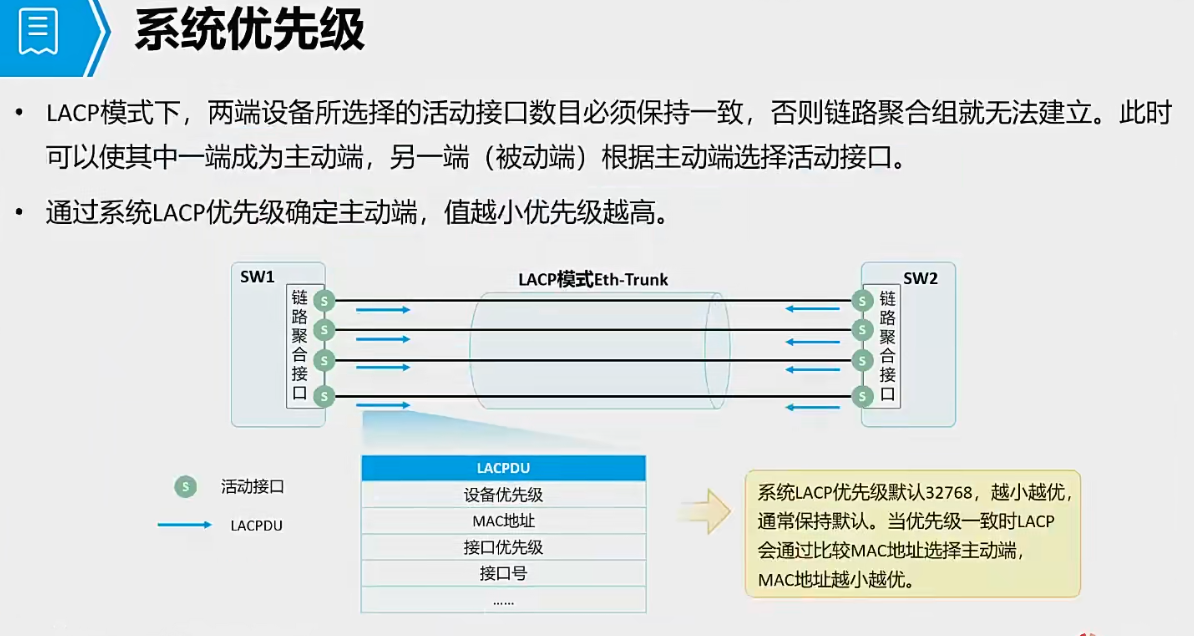 系统优先级
• LACP模式下，两端设备所选择的活动接口数目必须保持一致，否则链路聚合组就无法建立。此时
可以使其中一端成为主动端，另一端（被动端）根据主动端选择活动接口。
• 通过系统LACP优先级确定主动端，值越小优先级越高。
SW1
LACP模式Eth-Trunk
SW2
链路聚合接口
S
S
S
S
S
S
S
S
链路聚合接口
LACPDU
设备优先级
MAC地址
接口优先级
接口号
……
S 活动接口
LACPDU
系统LACP优先级默认32768，越小越优，
通常保持默认。当优先级一致时LACP
会通过比较MAC地址选择主动端，
MAC地址越小越优。